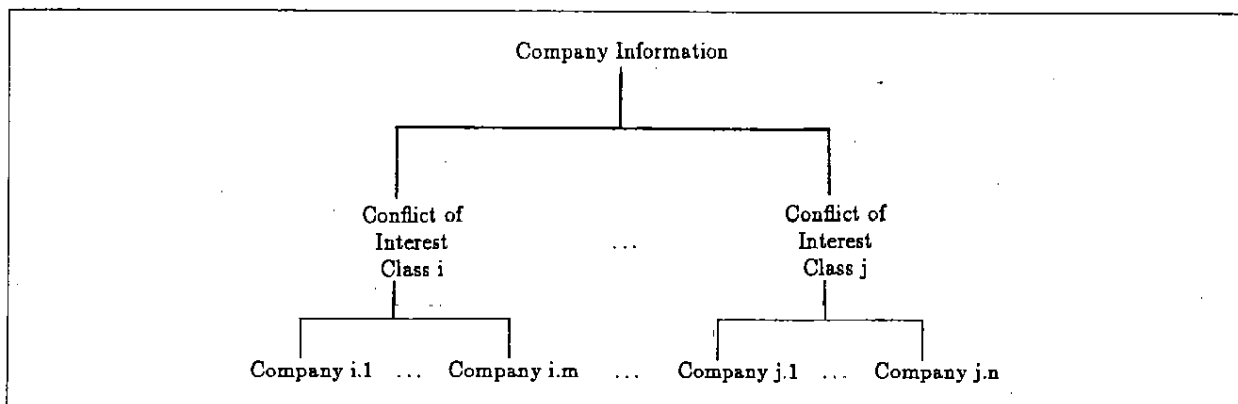 Company Information
Conflict of
Interest
Class i
...
Conflict of
Interest
Class j
Company i.1 ... Company i.m ... Company j.1 ... Company j.n